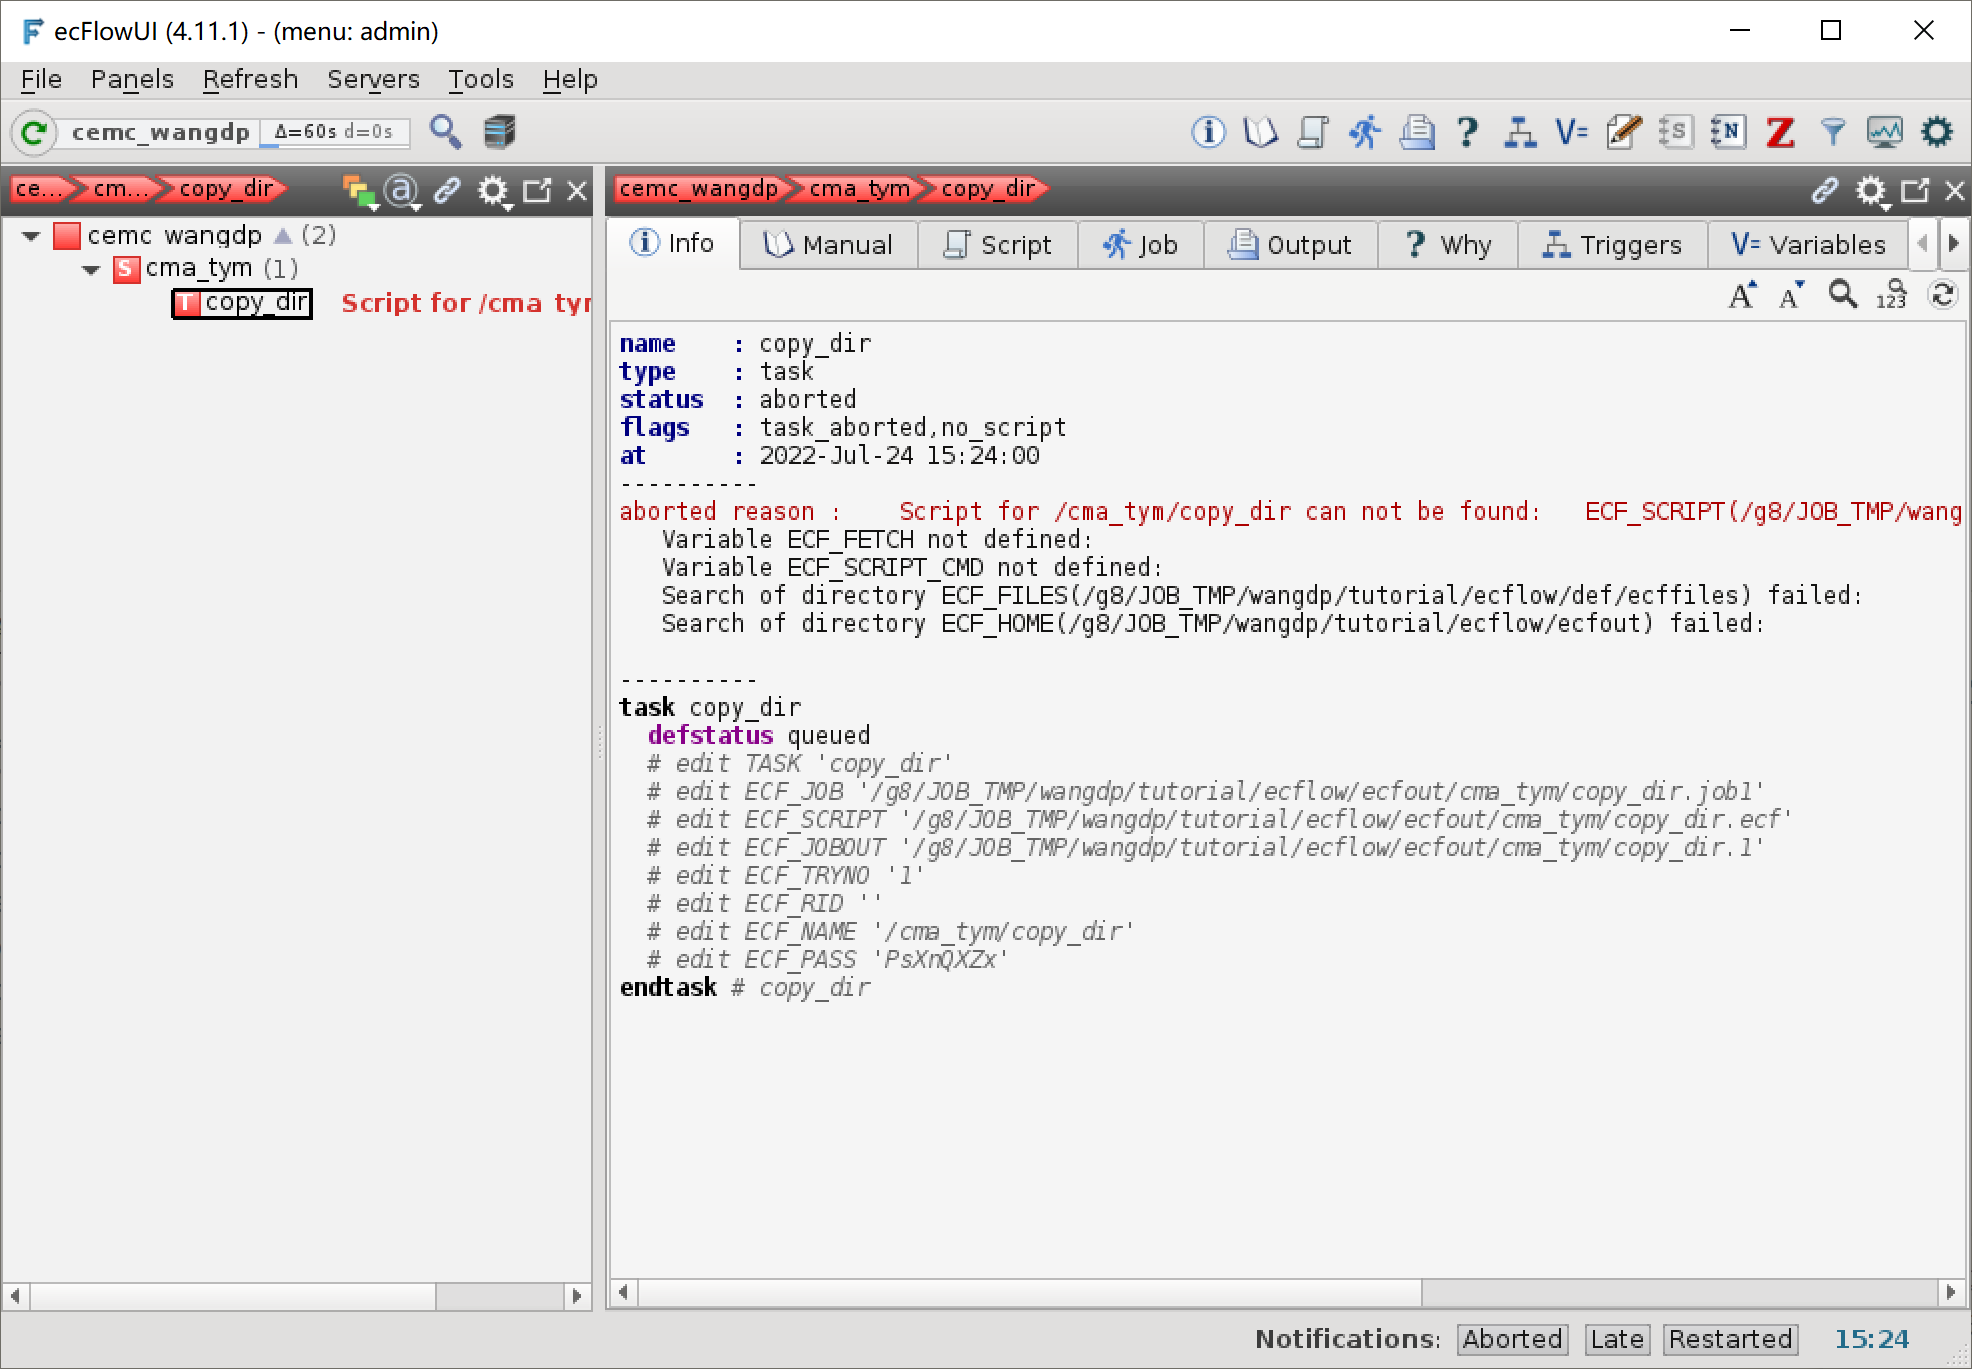 ecFlowUI (4.11.1) - (menu: admin)
File Panels Refresh Servers Tools Help
cemc_wangdp Δ=60s d=0s
V= S N Z
ce... cm... copy_dir
cemc_wangdp cma_tym copy_dir
cemc wangdp (2)
S cma_tym (1)
T copy_dir Script for /cma
Info Manual Script Job Output ? Why Triggers V= Variables
A A 123
name : copy_dir
type : task
status : aborted
flags : task_aborted,no_script
at : 2022-Jul-24 15:24:00
----------
aborted reason : Script for /cma_tym/copy_dir can not be found: ECF_SCRIPT(/g8/JOB_TMP/wang
Variable ECF_FETCH not defined:
Variable ECF_SCRIPT_CMD not defined:
Search of directory ECF_FILES(/g8/JOB_TMP/wangdp/tutorial/ecflow/def/ecffiles) failed:
Search of directory ECF_HOME(/g8/JOB_TMP/wangdp/tutorial/ecflow/ecfout) failed:
----------
task copy_dir
defstatus queued
# edit TASK 'copy_dir'
# edit ECF_JOB '/g8/JOB_TMP/wangdp/tutorial/ecflow/ecfout/cma_tym/copy_dir.job1'
# edit ECF_SCRIPT '/g8/JOB_TMP/wangdp/tutorial/ecflow/ecfout/cma_tym/copy_dir.ecf'
# edit ECF_JOBOUT '/g8/JOB_TMP/wangdp/tutorial/ecflow/ecfout/cma_tym/copy_dir.1'
# edit ECF_TRYNO '1'
# edit ECF_RID ''
# edit ECF_NAME '/cma_tym/copy_dir'
# edit ECF_PASS 'PsXnQXZx'
endtask # copy_dir
Notifications: Aborted Late Restarted 15:24